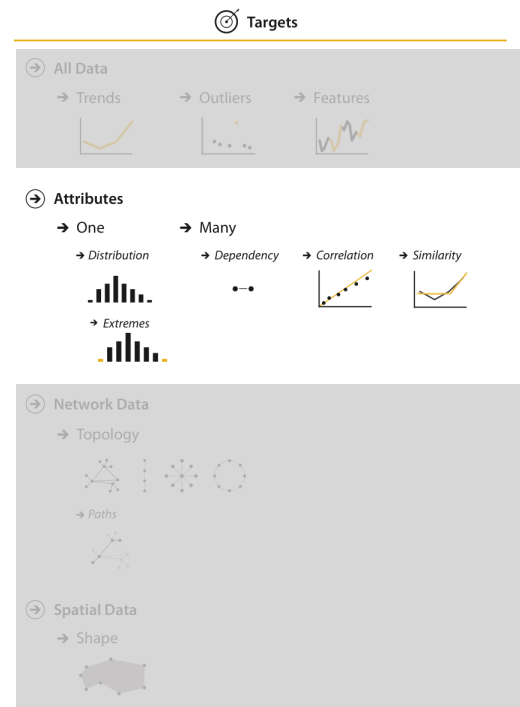 Targets
All Data
Trends Outliers Features
Attributes
One Many
Distribution Dependency Correlation Similarity
Extremes
Network Data
Topology
Paths
Spatial Data
Shape